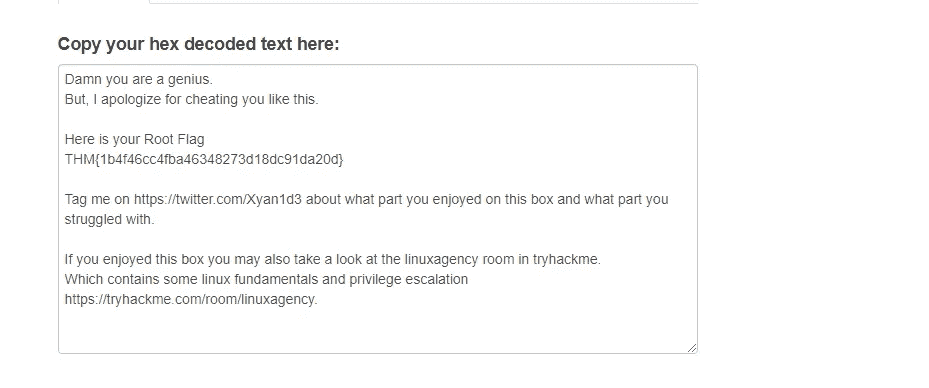 Copy your hex decoded text here:
Damn you are a genius.
But, I apologize for cheating you like this.
Here is your Root Flag
THM{1b4f46cc4fba46348273d18dc91da20d}
Tag me on https://twitter.com/Xyan1d3 about what part you enjoyed on this box and what part you
struggled with.
If you enjoyed this box you may also take a look at the linuxagency room in tryhackme.
Which contains some linux fundamentals and privilege escalation
https://tryhackme.com/room/linuxagency.